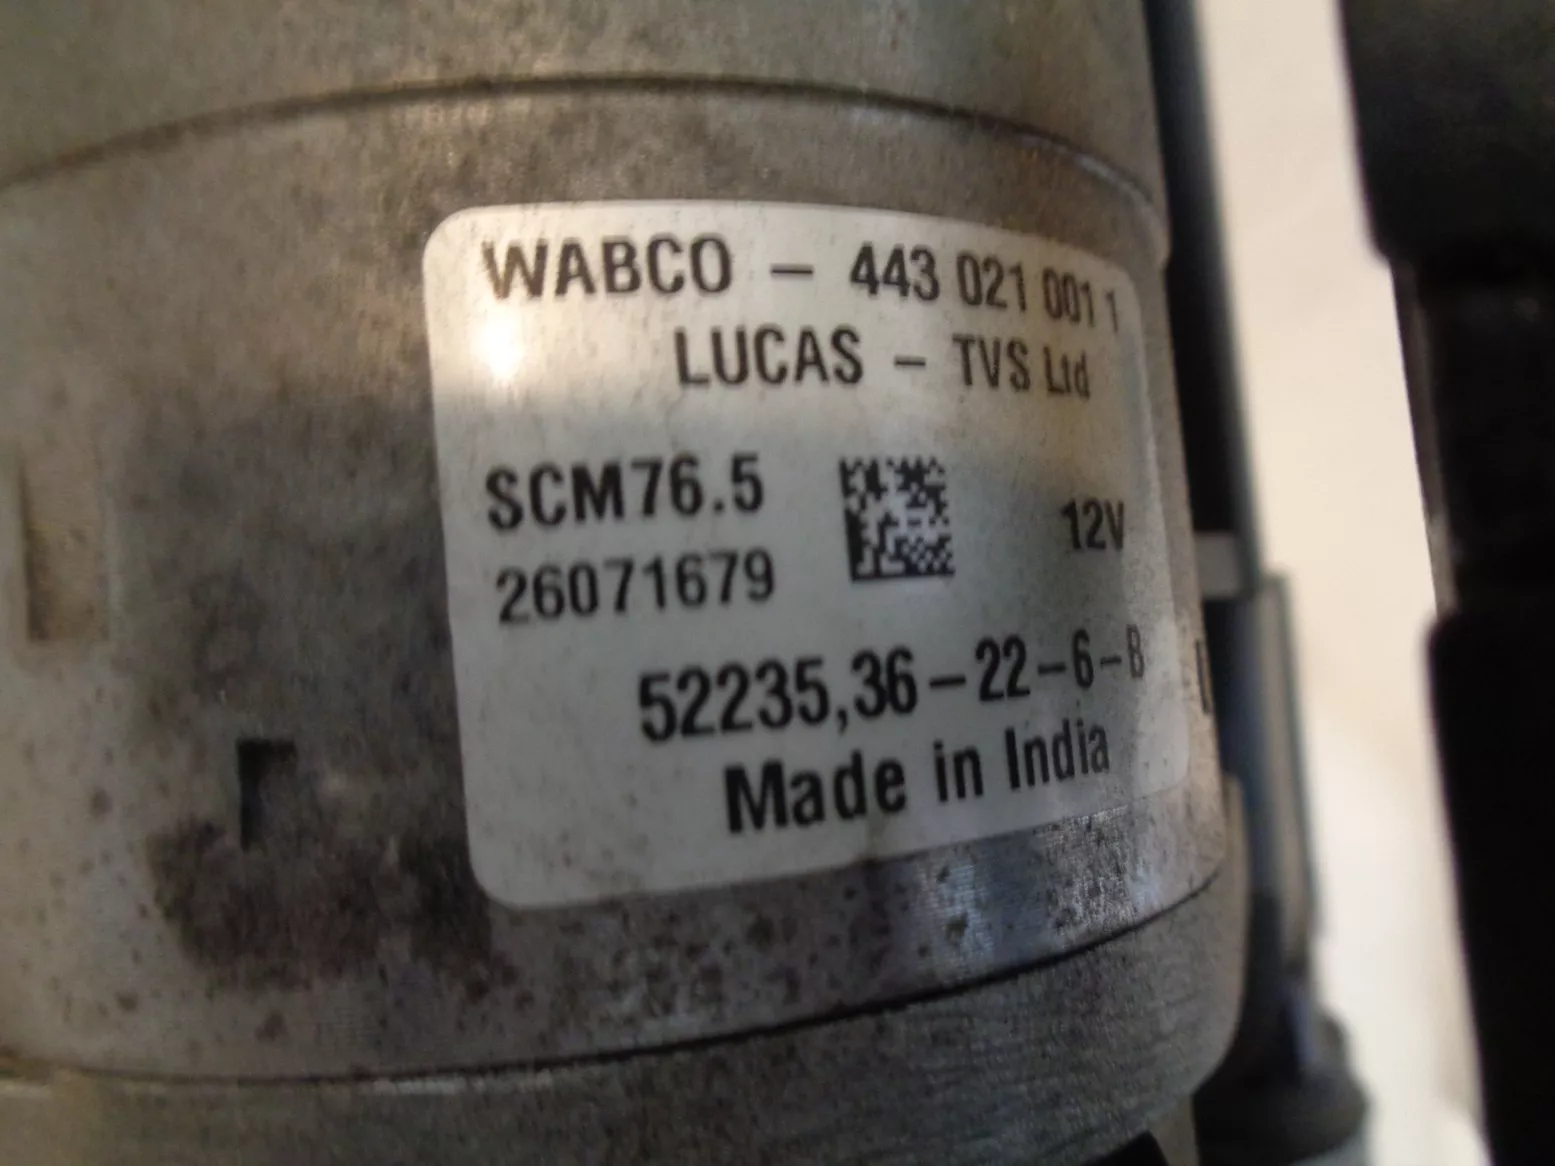 WABCO - 443 021 001 1
LUCAS - TVS Ltd
SCM76.5
12V
26071679
52235,36-22-6-B
Made in India